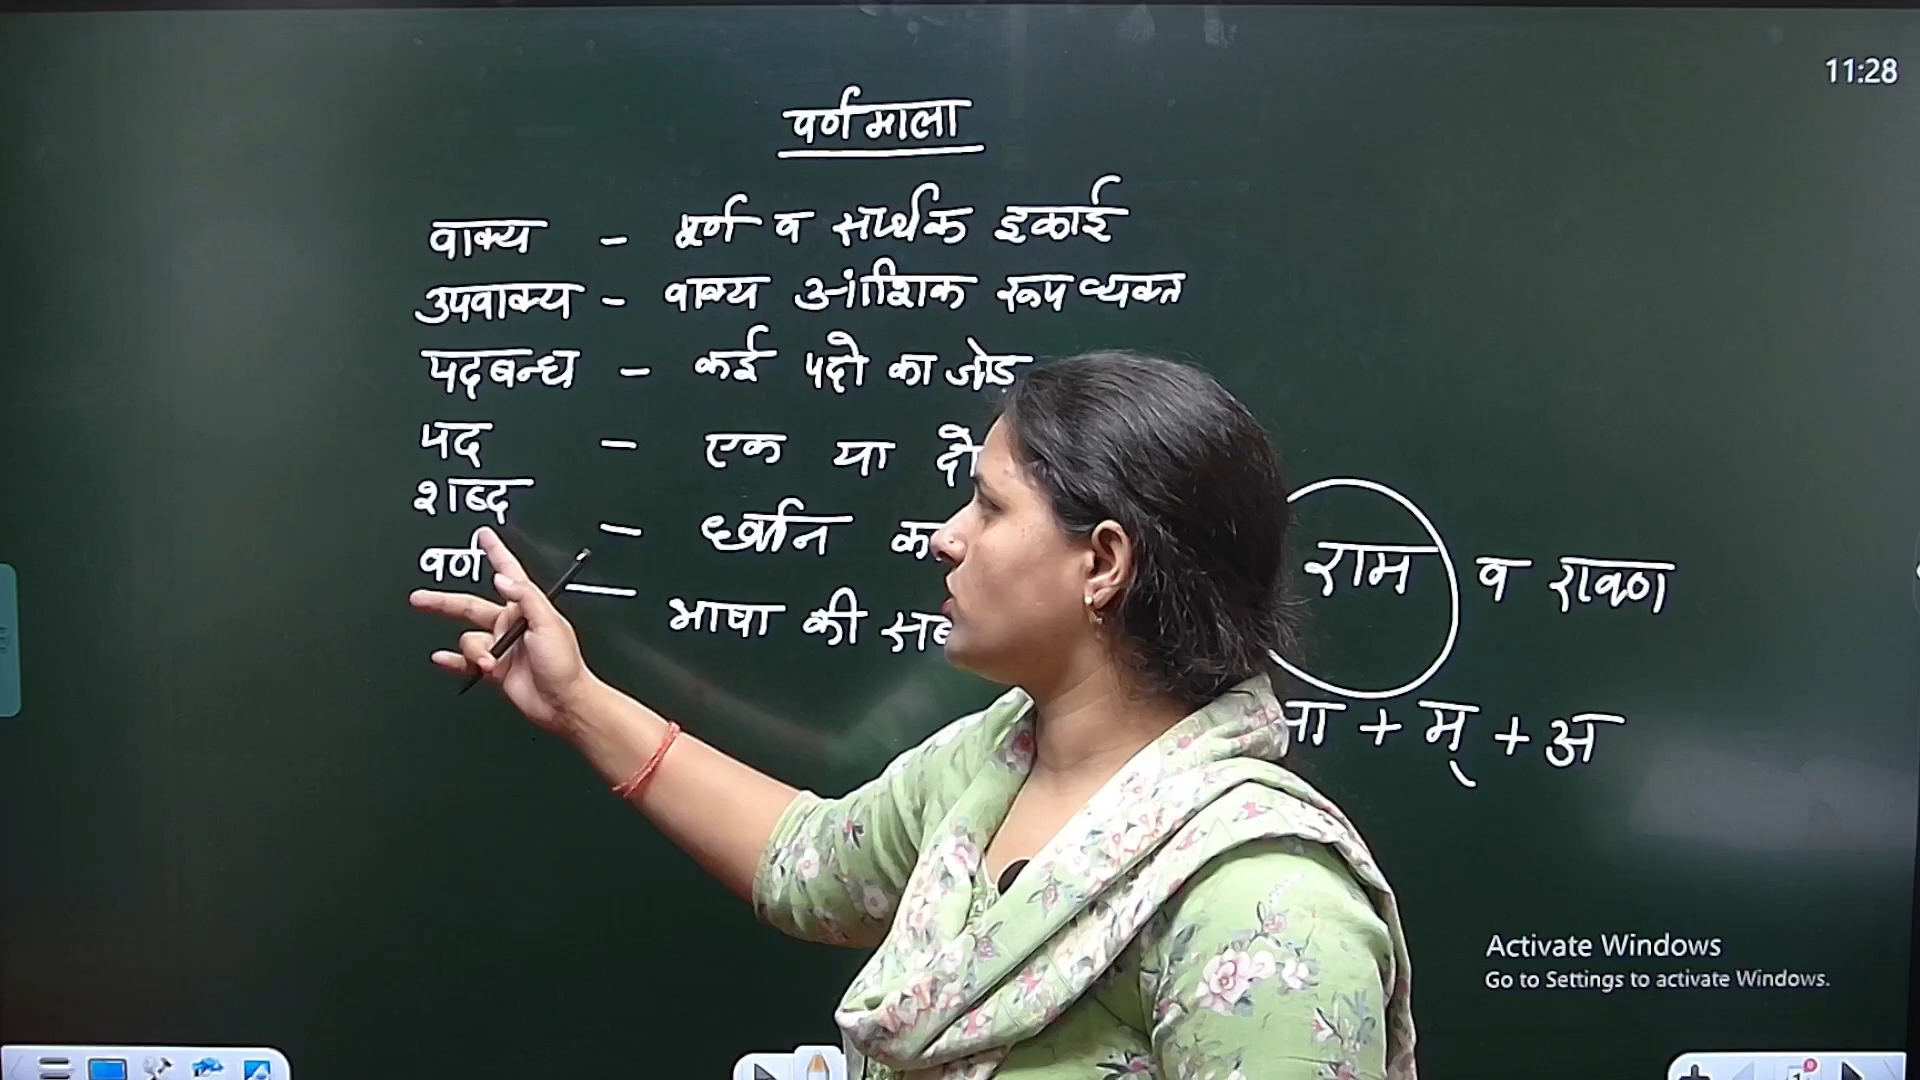 11:28
वर्णमाला
वाक्य - पूर्ण व सार्थक इकाई
उपवाक्य - वाक्य आंशिक रूप व्यक्त
पदबन्ध - कई पदो का जोड
पद - एक या दो
शब्द - ध्वनि
वर्ण - भाषा की
राम व रावण
+ म् + अ
Activate Windows
Go to Settings to activate Windows.